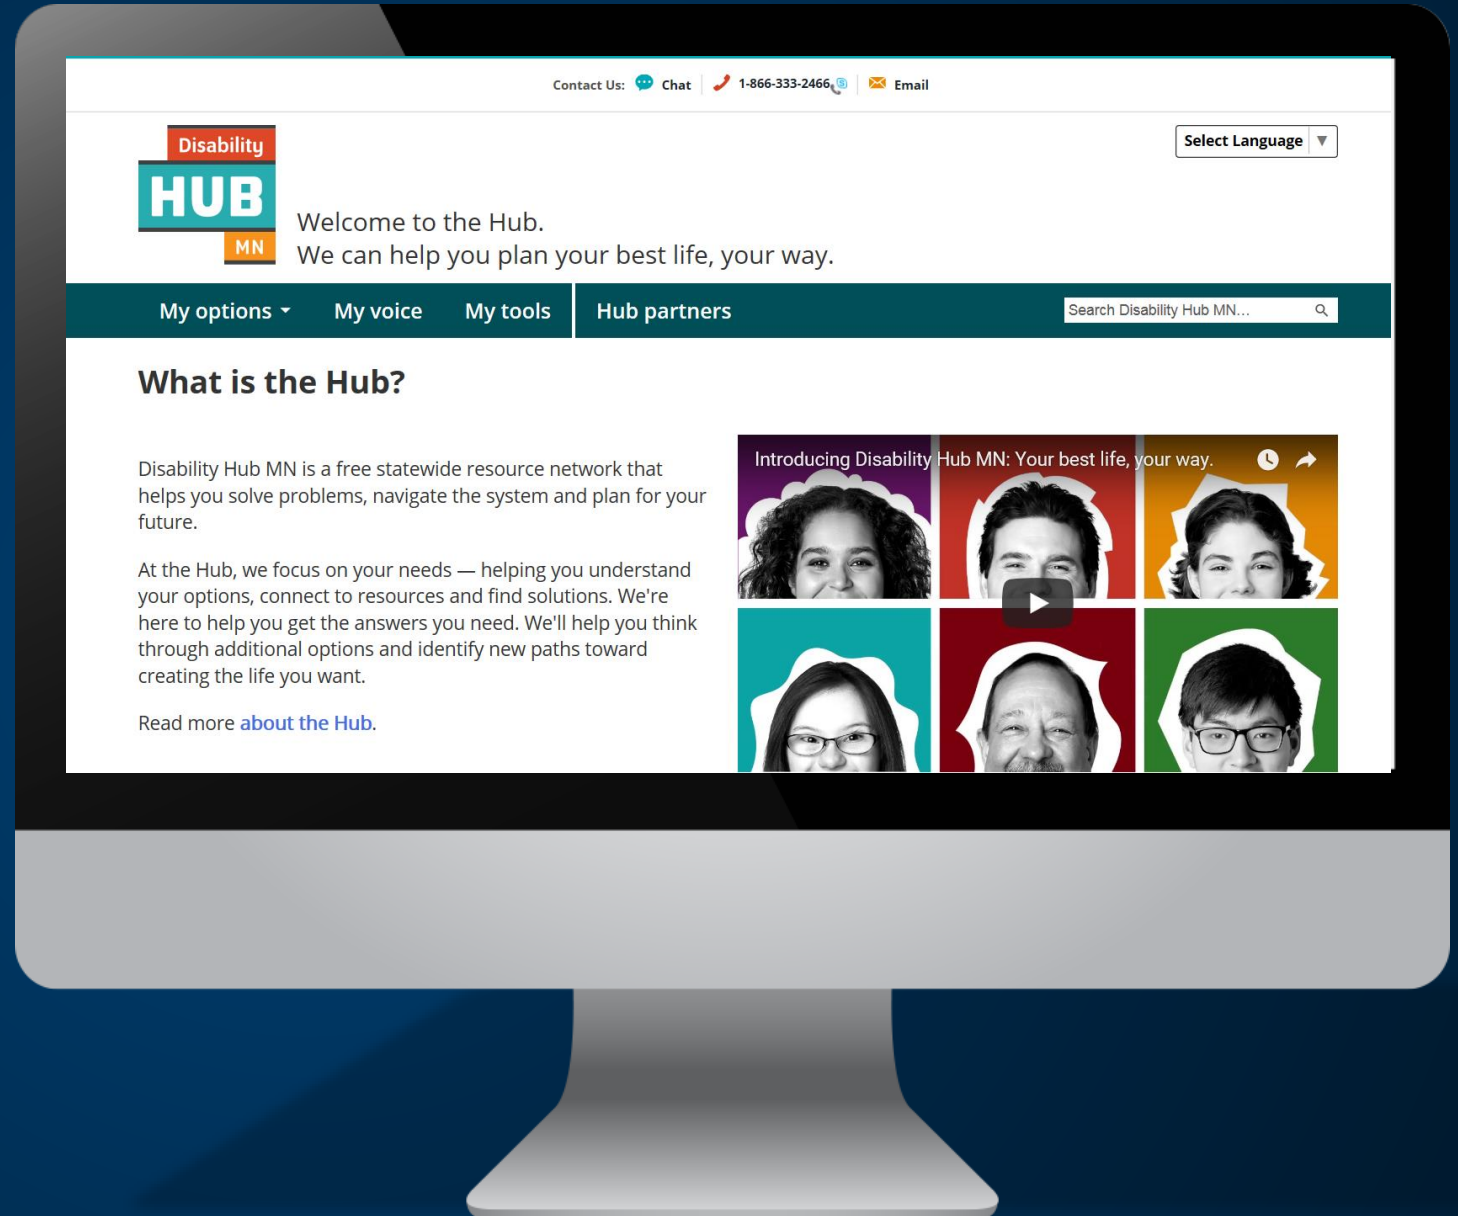 Contact Us: Chat 1-866-333-2466 Email
Disability
HUB
MN
Select Language
Welcome to the Hub.
We can help you plan your best life, your way.
My options My voice My tools Hub partners Search Disability Hub MN...
What is the Hub?
Disability Hub MN is a free statewide resource network that
helps you solve problems, navigate the system and plan for your
future.
At the Hub, we focus on your needs — helping you understand
your options, connect to resources and find solutions. We're
here to help you get the answers you need. We'll help you think
through additional options and identify new paths toward
creating the life you want.
Read more about the Hub.
Introducing Disability Hub MN: Your best life, your way.